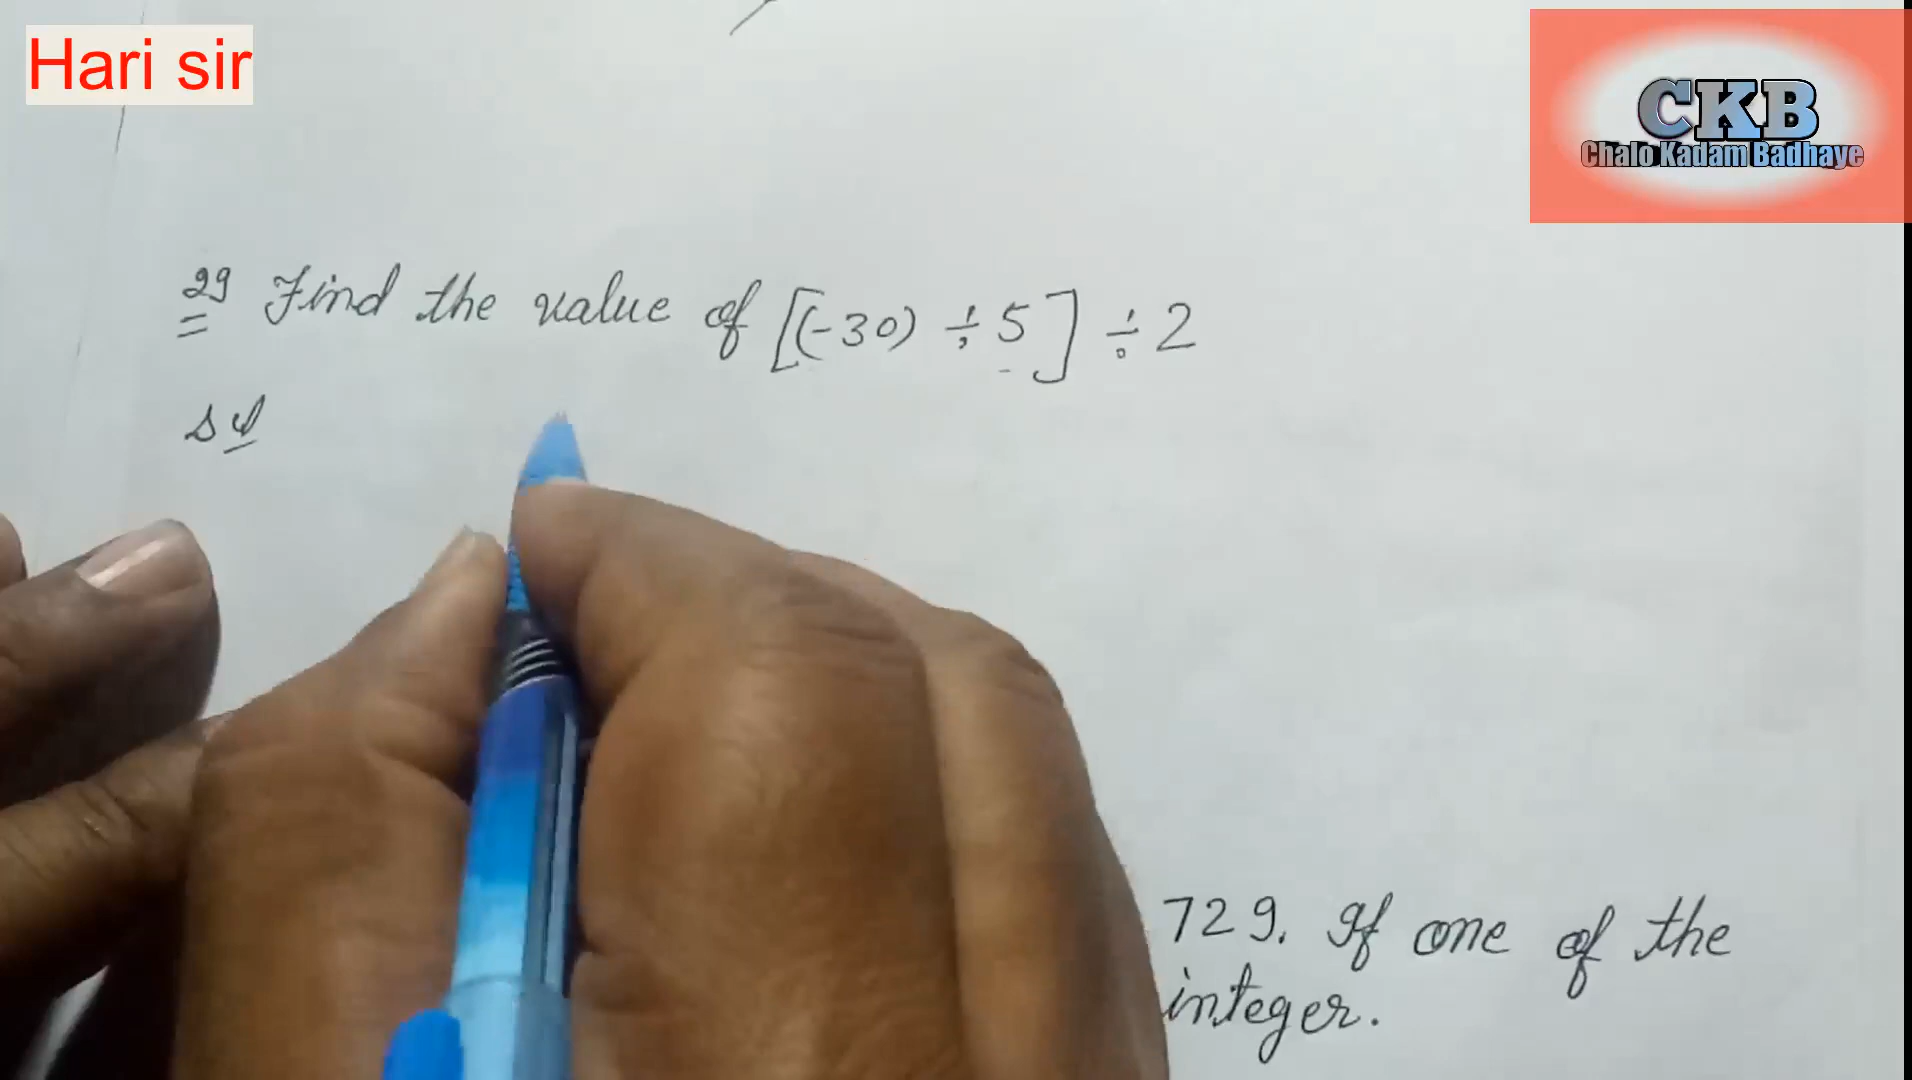 Hari sir
CKB
Chalo Kadam Badhaye
29 Find the value of [(-30) ÷ 5] ÷ 2
Sol
729. If one of the
integer.